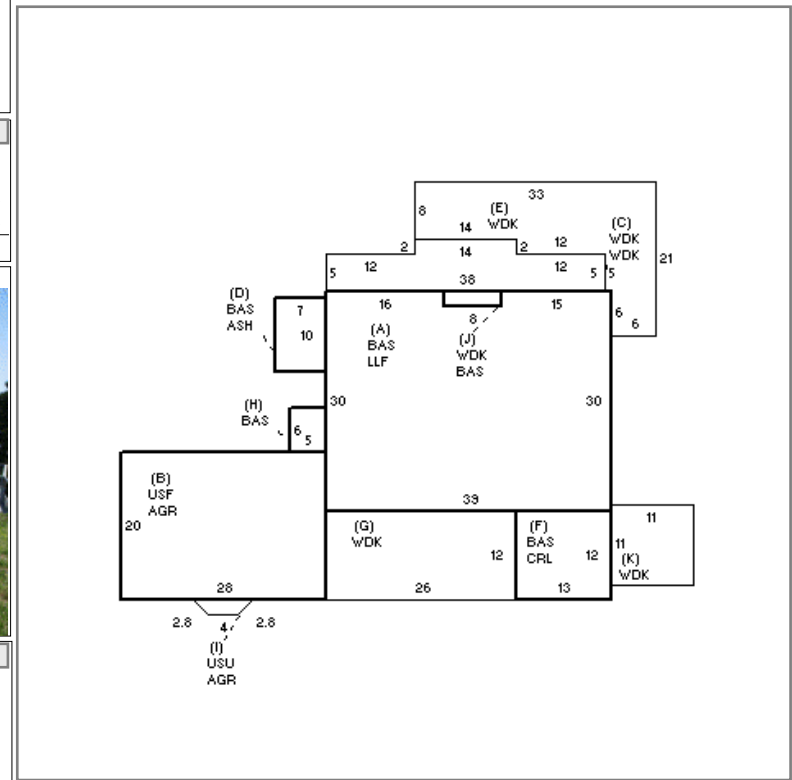 33
(E)
WDK
8
14
(C)
WDK
WDK
2
14
2
12
21
5
12
12
5
5
38
(D)
BAS
ASH
7
10
16
(A)
BAS
LLF
8
15
(J)
WDK
BAS
6
6
(H)
BAS
6
5
30
30
(B)
USF
AGR
20
28
39
(G)
WDK
12
26
(F)
BAS
CRL
12
13
11
11
(K)
WDK
2.8
4
2.8
(I)
USU
AGR